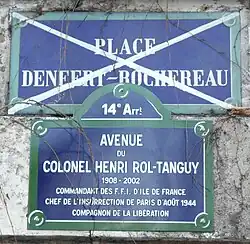 PLACE
DENFERT-ROCHEREAU
14e Arrt
AVENUE
DU
COLONEL HENRI ROL-TANGUY
1908 - 2002
COMMANDANT DES F.F.I. D'ILE DE FRANCE
CHEF DE L'INSURRECTION DE PARIS D'AOÛT 1944
COMPAGNON DE LA LIBÉRATION